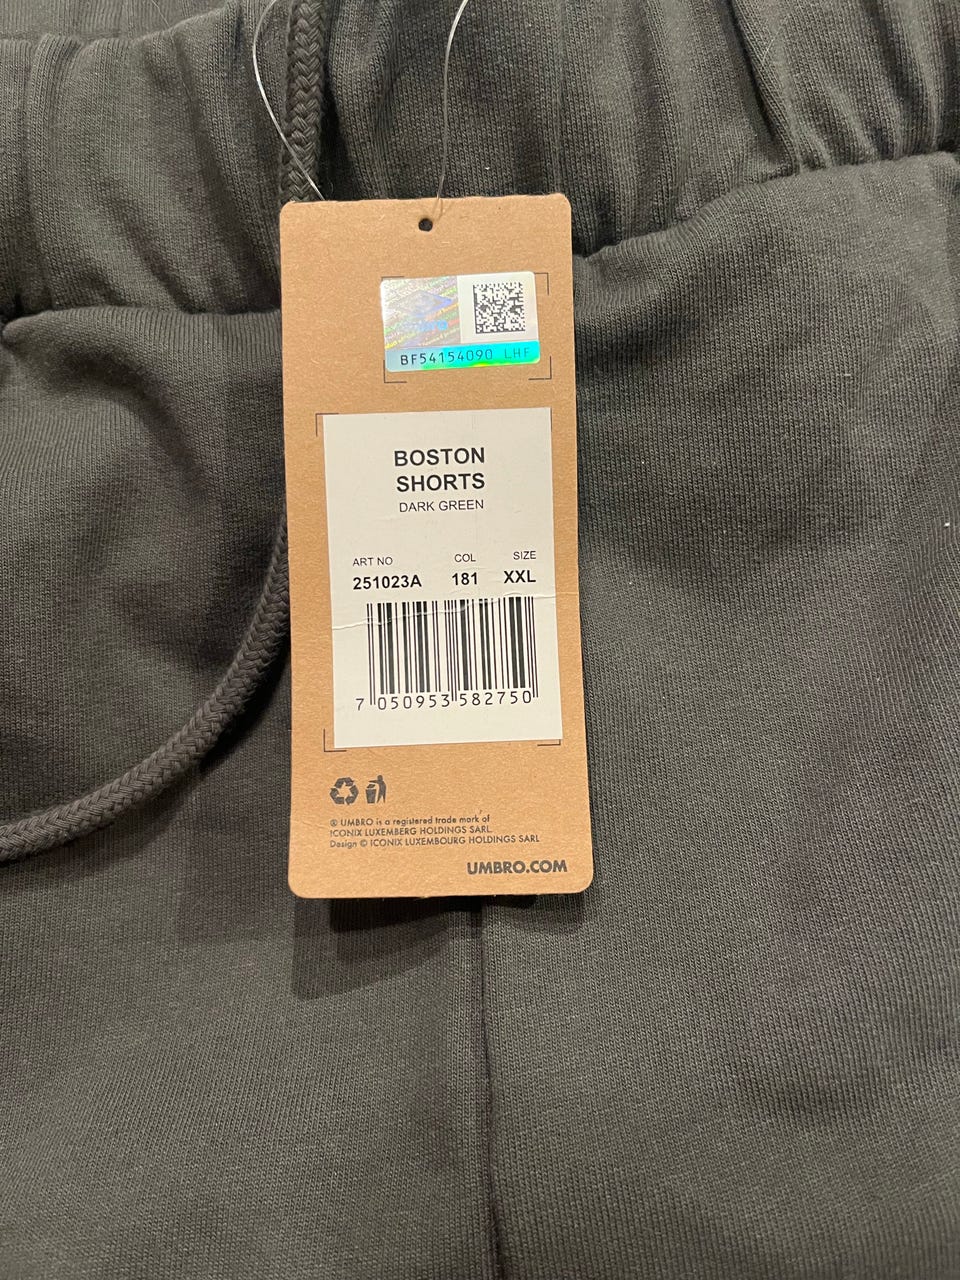 BF54154090 LHF
BOSTON
SHORTS
DARK GREEN
ART NO COL SIZE
251023A 181 XXL
7 050953 582750
® UMBRO is a registered trade mark of
ICONIX LUXEMBERG HOLDINGS SARL.
Design © ICONIX LUXEMBOURG HOLDINGS SARL
UMBRO.COM